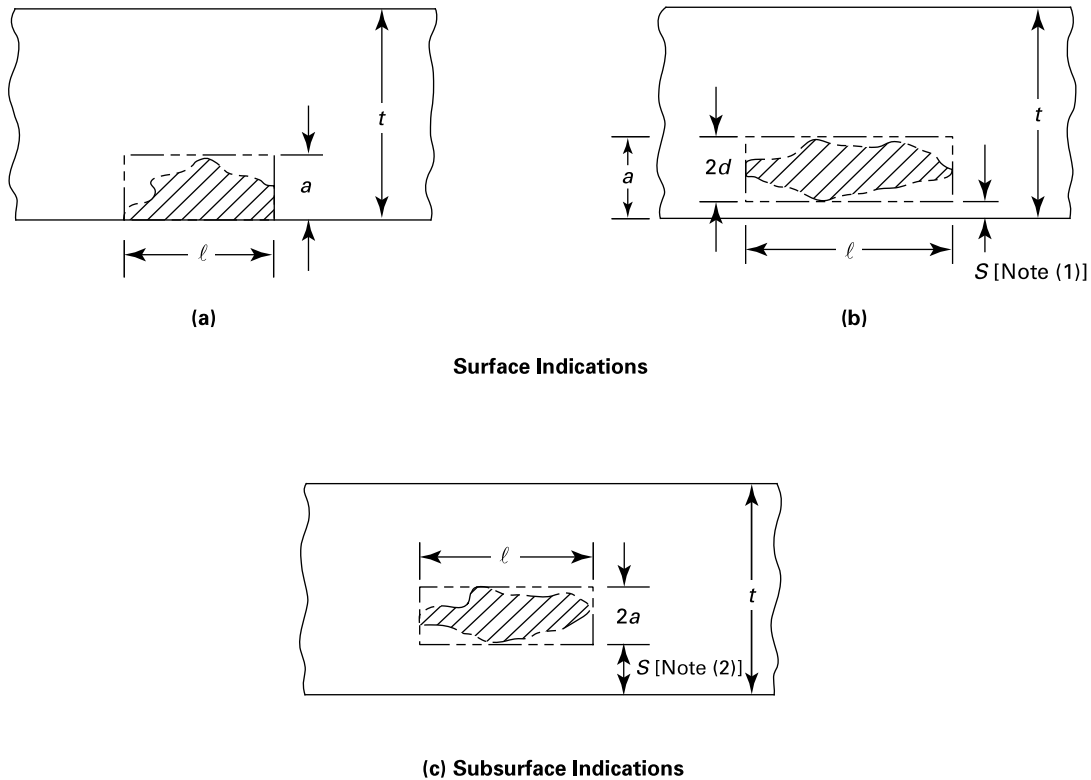 t
a
ℓ
(a)
t
a
2d
ℓ
S [Note (1)]
(b)
Surface Indications
ℓ
t
2a
S [Note (2)]
(c) Subsurface Indications